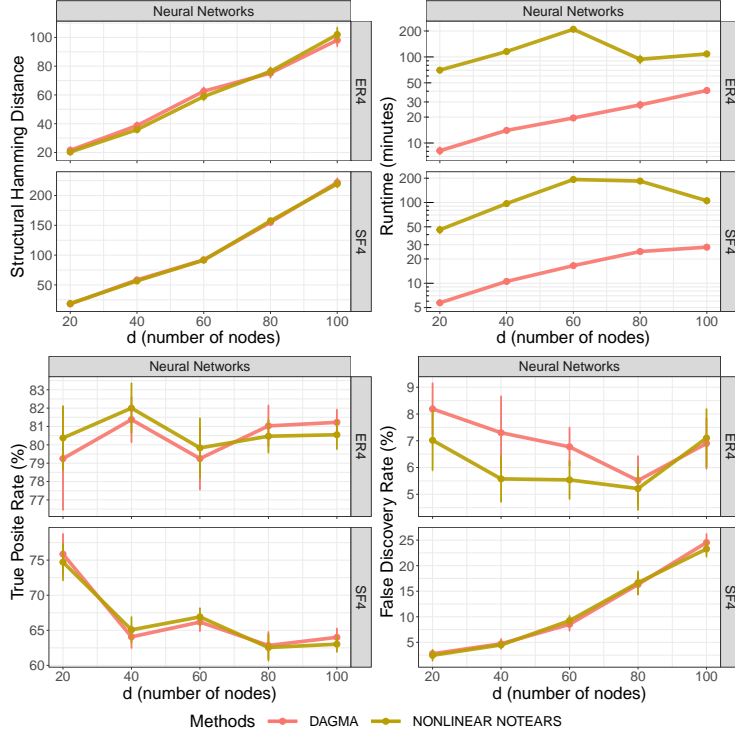 Neural Networks
Structural Hamming Distance
100
80
60
40
20
ER4
200
150
100
50
SF4
20 40 60 80 100
d (number of nodes)
Neural Networks
Runtime (minutes)
200
100
50
30
20
10
ER4
200
100
50
30
20
10
5
SF4
20 40 60 80 100
d (number of nodes)
Neural Networks
True Posite Rate (%)
83
82
81
80
79
78
77
ER4
75
70
65
60
SF4
20 40 60 80 100
d (number of nodes)
Neural Networks
False Discovery Rate (%)
9
8
7
6
5
ER4
25
20
15
10
5
SF4
20 40 60 80 100
d (number of nodes)
Methods DAGMA NONLINEAR NOTEARS